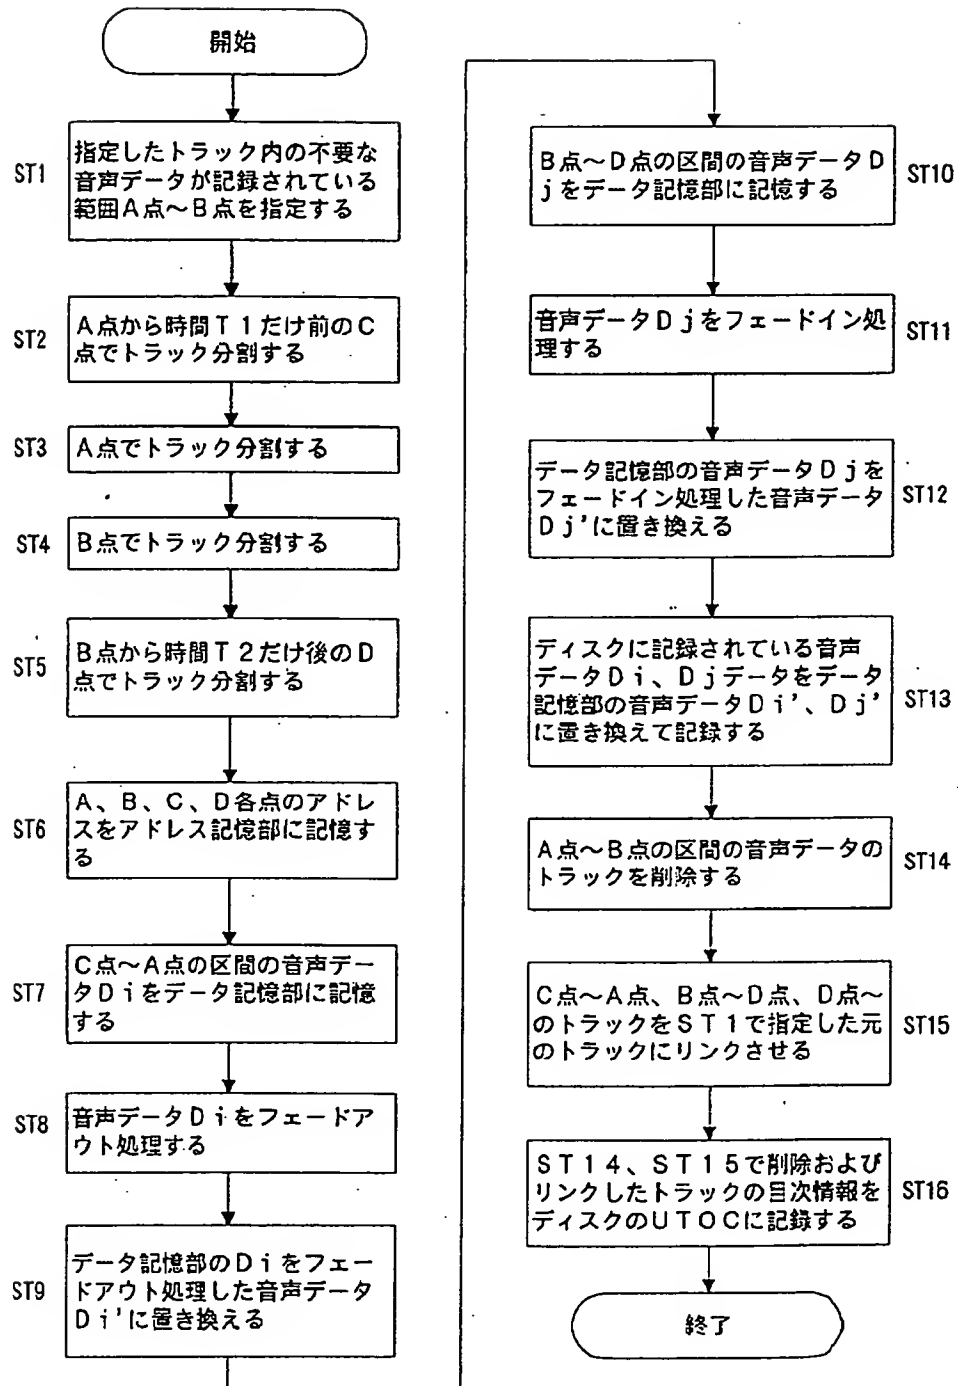 開始
ST1
指定したトラック内の不要な
音声データが記録されている
範囲A点〜B点を指定する
ST2
A点から時間T1だけ前のC
点でトラック分割する
ST3
A点でトラック分割する
ST4
B点でトラック分割する
ST5
B点から時間T2だけ後のD
点でトラック分割する
ST6
A、B、C、D各点のアドレ
スをアドレス記憶部に記憶す
る
ST7
C点〜A点の区間の音声デー
タDiをデータ記憶部に記憶
する
ST8
音声データDiをフェードア
ウト処理する
ST9
データ記憶部のDiをフェー
ドアウト処理した音声データ
Di'に置き換える
B点〜D点の区間の音声データD
jをデータ記憶部に記憶する
ST10
音声データDjをフェードイン処
理する
ST11
データ記憶部の音声データDjを
フェードイン処理した音声データ
Dj'に置き換える
ST12
ディスクに記録されている音声
データDi、Djデータをデータ
記憶部の音声データDi'、Dj'
に置き換えて記録する
ST13
A点〜B点の区間の音声データの
トラックを削除する
ST14
C点〜A点、B点〜D点、D点〜
のトラックをST1で指定した元
のトラックにリンクさせる
ST15
ST14、ST15で削除および
リンクしたトラックの目次情報を
ディスクのUTOCに記録する
ST16
終了